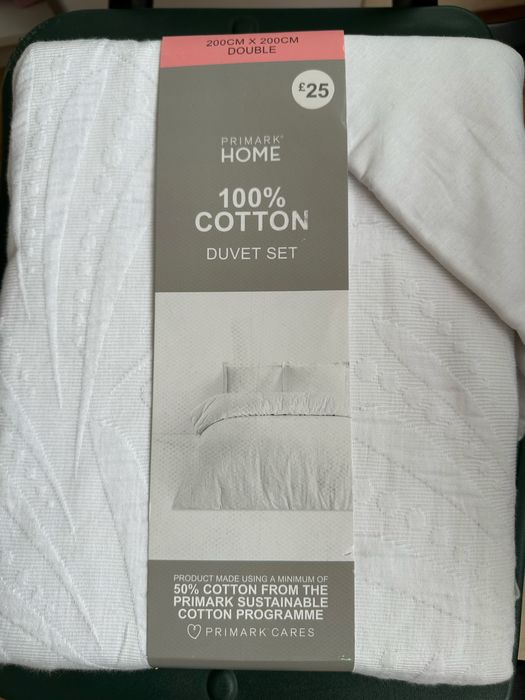 200CM X 200CM
DOUBLE
£25
PRIMARK®
HOME
100%
COTTON
DUVET SET
PRODUCT MADE USING A MINIMUM OF
50% COTTON FROM THE
PRIMARK SUSTAINABLE
COTTON PROGRAMME
PRIMARK CARES